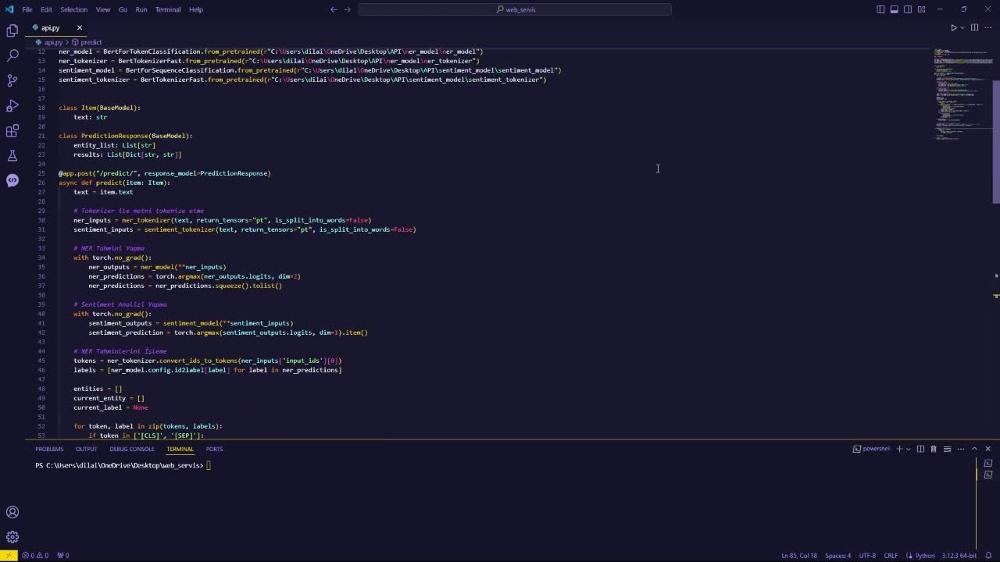 File Edit Selection View Go Run Terminal Help
web_servis
api.py
api.py > predict
12 ner_model = BertForTokenClassification.from_pretrained(r"C:\Users\dilai\OneDrive\Desktop\API\ner_model\ner_model")
13 ner_tokenizer = BertTokenizerFast.from_pretrained(r"C:\Users\dilai\OneDrive\Desktop\API\ner_model\ner_tokenizer")
14 sentiment_model = BertForSequenceClassification.from_pretrained(r"C:\Users\dilai\OneDrive\Desktop\API\sentiment_model\sentiment_model")
15 sentiment_tokenizer = BertTokenizerFast.from_pretrained(r"C:\Users\dilai\OneDrive\Desktop\API\sentiment_model\sentiment_tokenizer")
16
17
18 class Item(BaseModel):
19 text: str
20
21 class PredictionResponse(BaseModel):
22 entity_list: List[str]
23 results: List[Dict[str, str]]
24
25 @app.post("/predict/", response_model=PredictionResponse)
26 async def predict(item: Item):
27 text = item.text
28
29 # Tokenizer ile metni tokenize etme
30 ner_inputs = ner_tokenizer(text, return_tensors="pt", is_split_into_words=False)
31 sentiment_inputs = sentiment_tokenizer(text, return_tensors="pt", is_split_into_words=False)
32
33 # NER Tahmini Yapma
34 with torch.no_grad():
35 ner_outputs = ner_model(**ner_inputs)
36 ner_predictions = torch.argmax(ner_outputs.logits, dim=2)
37 ner_predictions = ner_predictions.squeeze().tolist()
38
39 # Sentiment Analizi Yapma
40 with torch.no_grad():
41 sentiment_outputs = sentiment_model(**sentiment_inputs)
42 sentiment_prediction = torch.argmax(sentiment_outputs.logits, dim=1).item()
43
44 # NER Tahminlerini İşleme
45 tokens = ner_tokenizer.convert_ids_to_tokens(ner_inputs['input_ids'][0])
46 labels = [ner_model.config.id2label[label] for label in ner_predictions]
47
48 entities = []
49 current_entity = []
50 current_label = None
51
52 for token, label in zip(tokens, labels):
53 if token in ['[CLS]', '[SEP]']:
PROBLEMS OUTPUT DEBUG CONSOLE TERMINAL PORTS
powershell
PS C:\Users\dilai\OneDrive\Desktop\web_servis>
0 0 0
Ln 85, Col 18 Spaces: 4 UTF-8 CRLF Python 3.12.3 64-bit